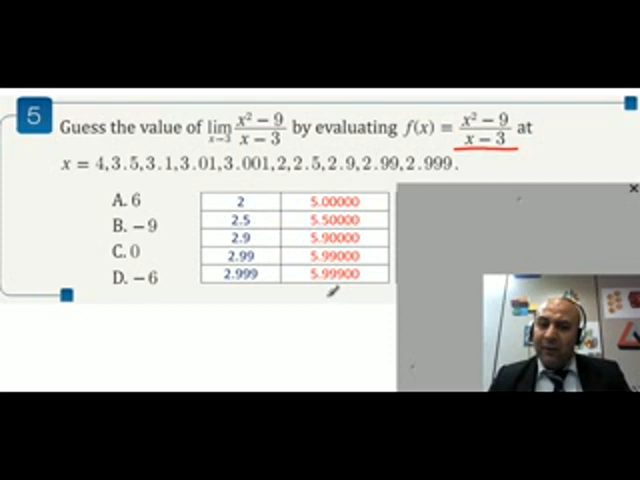 5
Guess the value of lim x→3 x² − 9 / x − 3 by evaluating f(x) = x² − 9 / x − 3 at
x = 4, 3.5, 3.1, 3.01, 3.001, 2, 2.5, 2.9, 2.99, 2.999.
A. 6
B. −9
C. 0
D. −6
2 5.00000
2.5 5.50000
2.9 5.90000
2.99 5.99000
2.999 5.99900